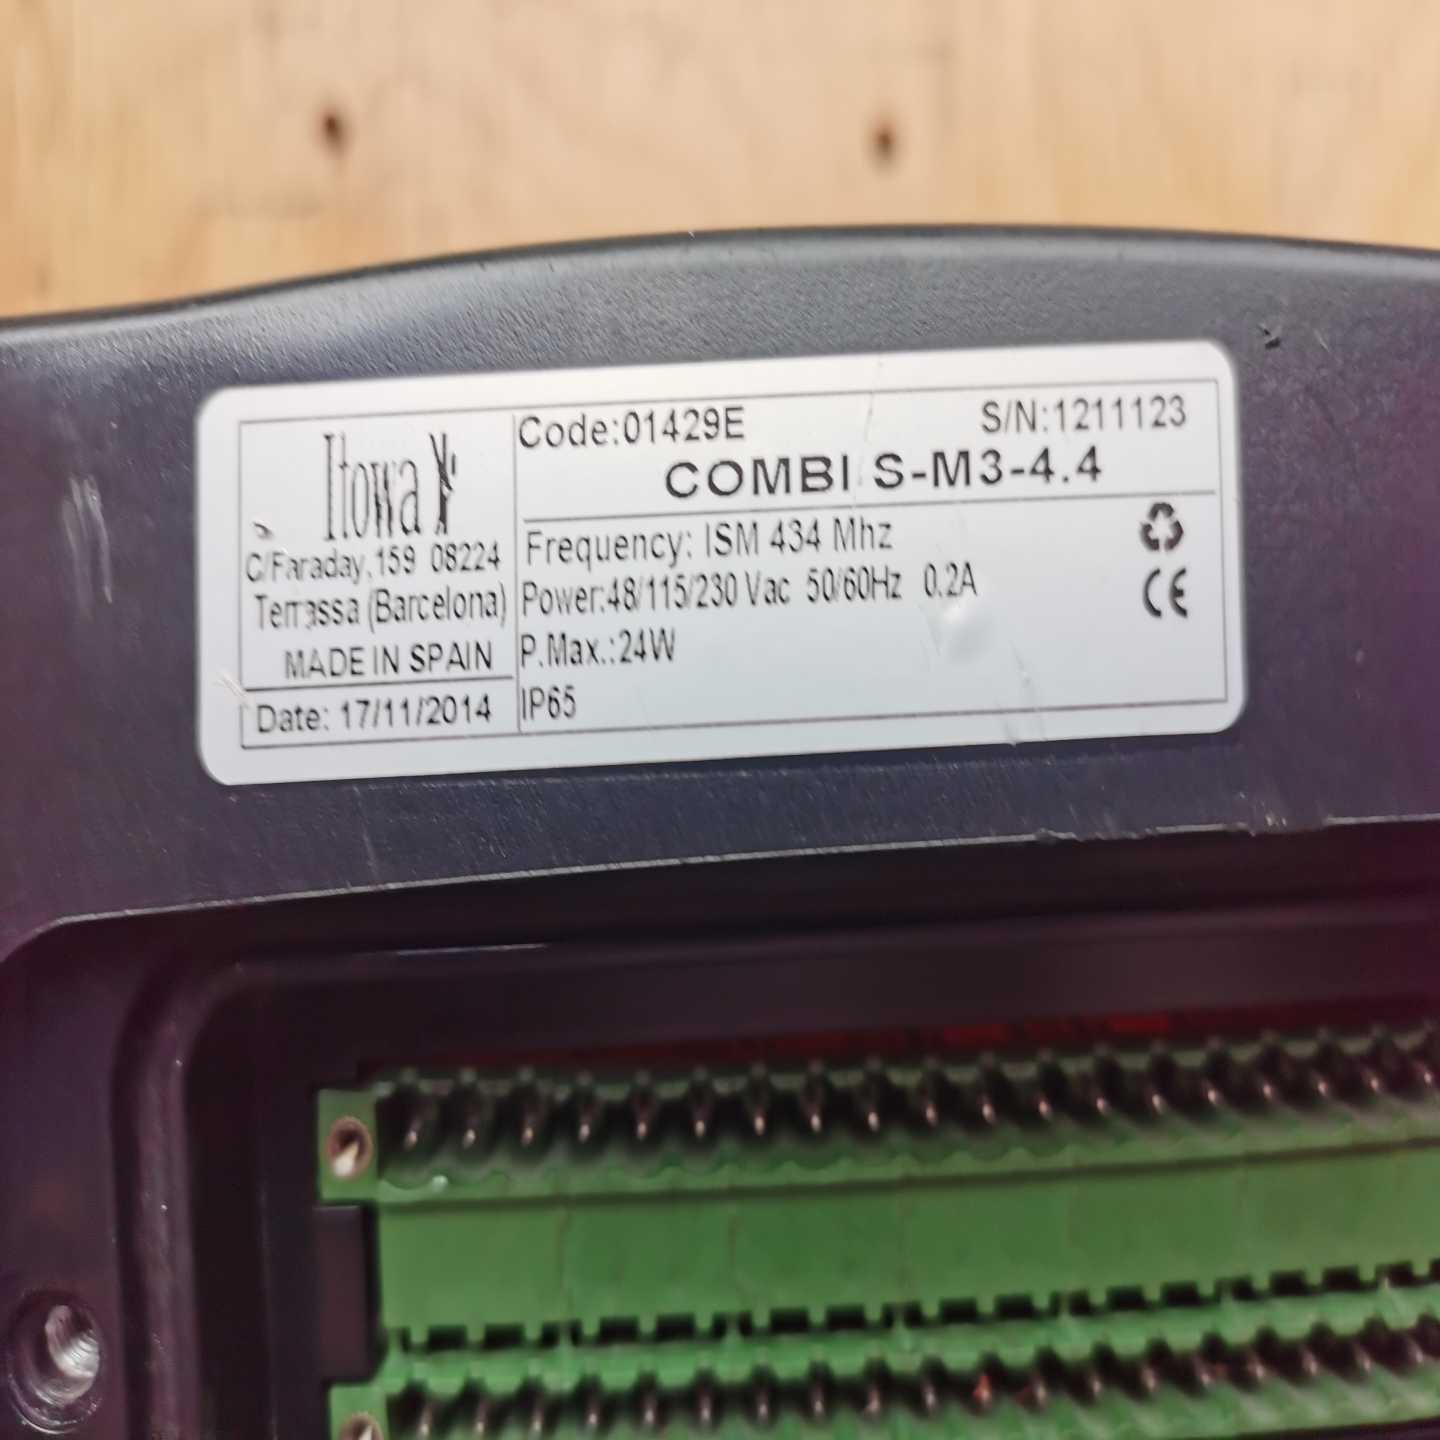 Itowa
C/Faraday,159 08224
Terrassa (Barcelona)
MADE IN SPAIN
Date: 17/11/2014
Code:01429E S/N:1211123
COMBI S-M3-4.4
Frequency: ISM 434 Mhz
Power:48/115/230 Vac 50/60Hz 0.2A
P.Max.:24W
IP65
CE